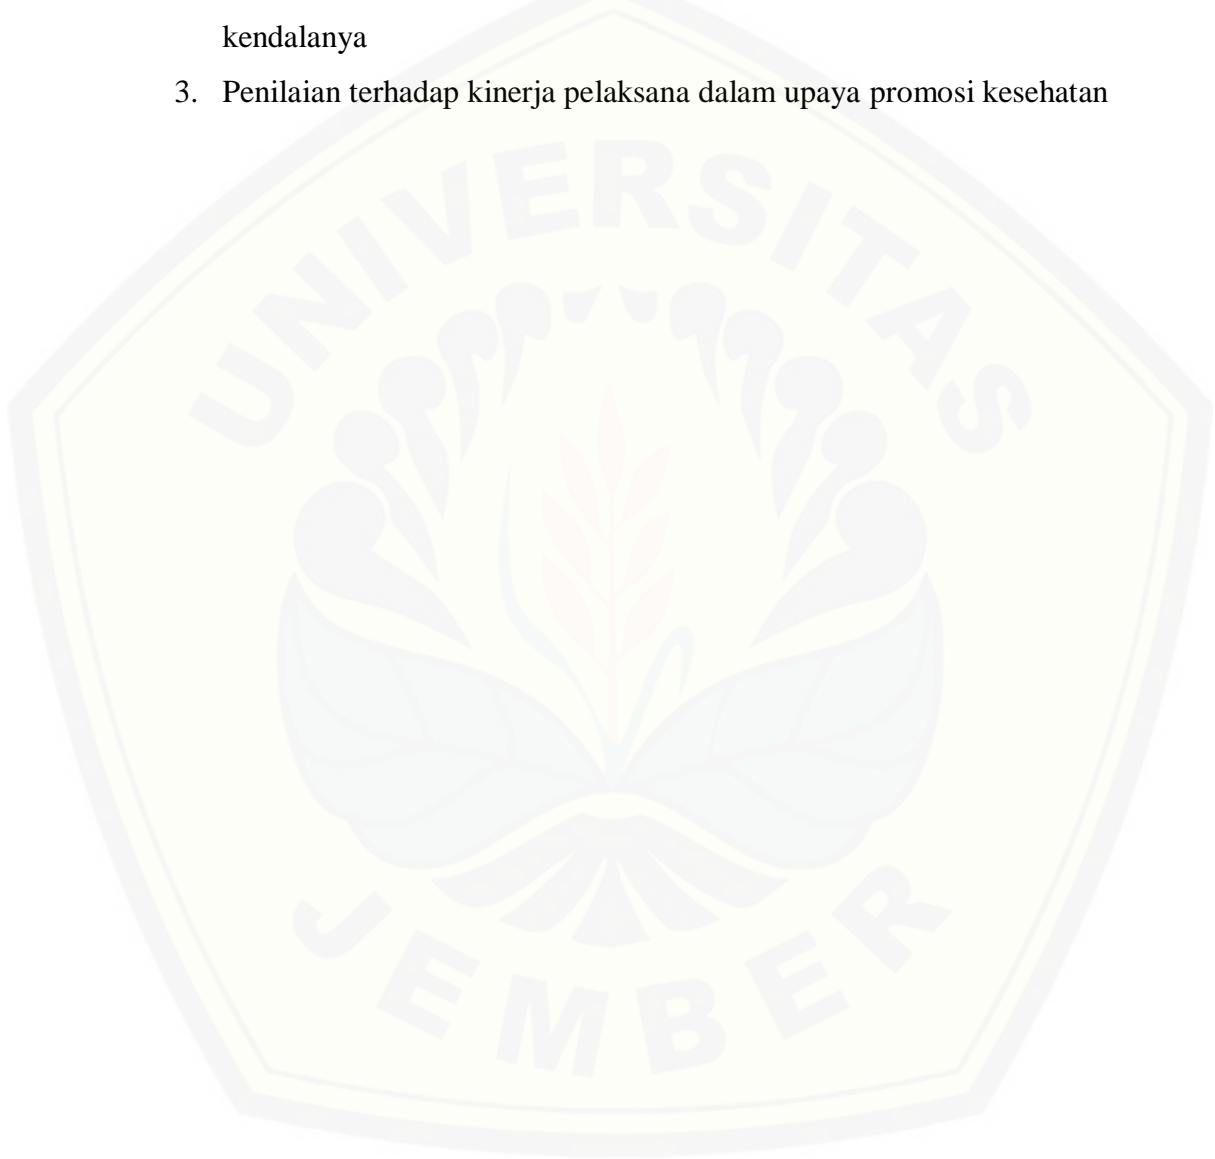 kendalanya
3. Penilaian terhadap kinerja pelaksana dalam upaya promosi kesehatan
UNIVERSITAS
JEMBER